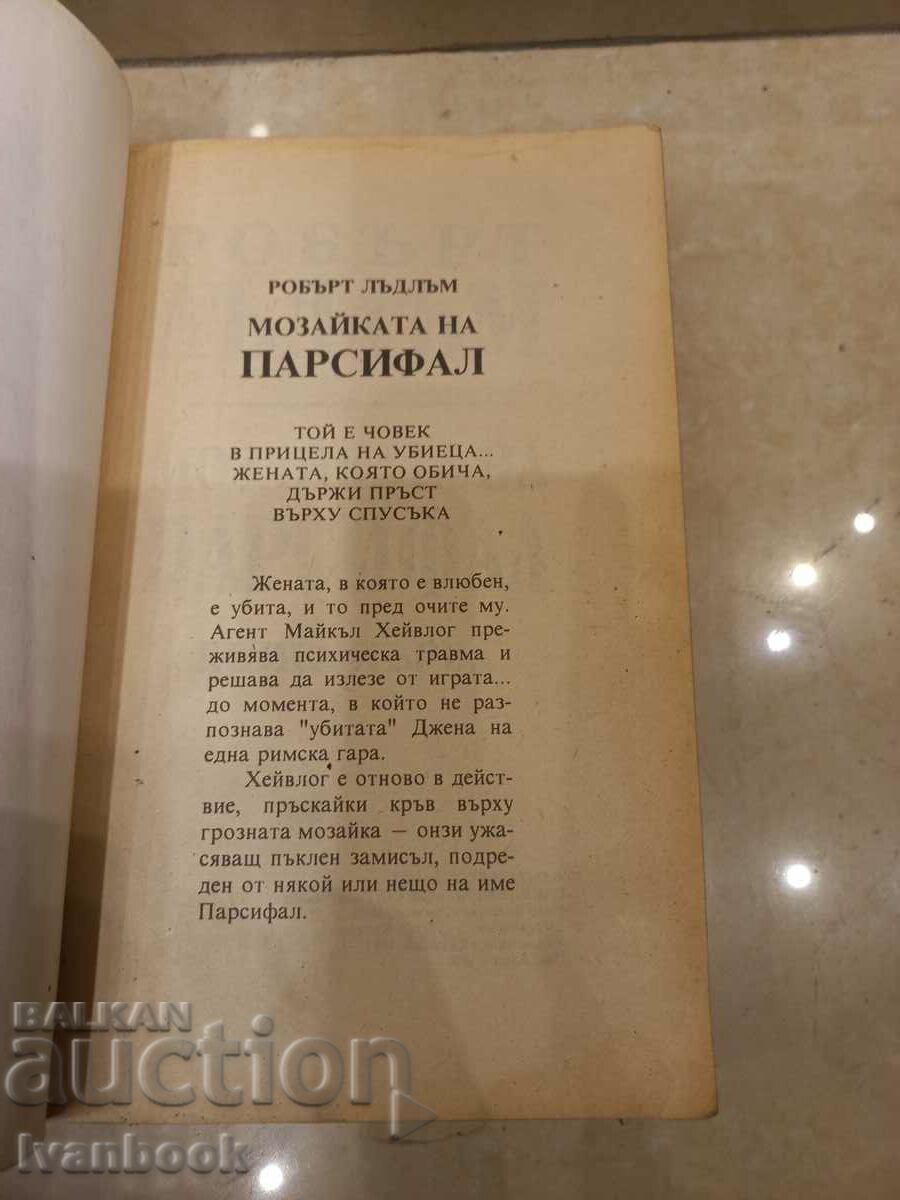 РОБЪРТ ЛЪДЛЪМ
МОЗАЙКАТА НА
ПАРСИФАЛ
ТОЙ Е ЧОВЕК
В ПРИЦЕЛА НА УБИЕЦА...
ЖЕНАТА, КОЯТО ОБИЧА,
ДЪРЖИ ПРЪСТ
ВЪРХУ СПУСЪКА
Жената, в която е влюбен,
е убита, и то пред очите му.
Агент Майкъл Хейвлог пре-
живява психическа травма и
решава да излезе от играта...
до момента, в който не раз-
познава "убитата" Джена на
една римска гара.
Хейвлог е отново в дейст-
вие, пръскайки кръв върху
грозната мозайка — онзи ужа-
сяващ пъклен замисъл, подре-
ден от някой или нещо на име
Парсифал.
BALKAN
auction
Ivanbook